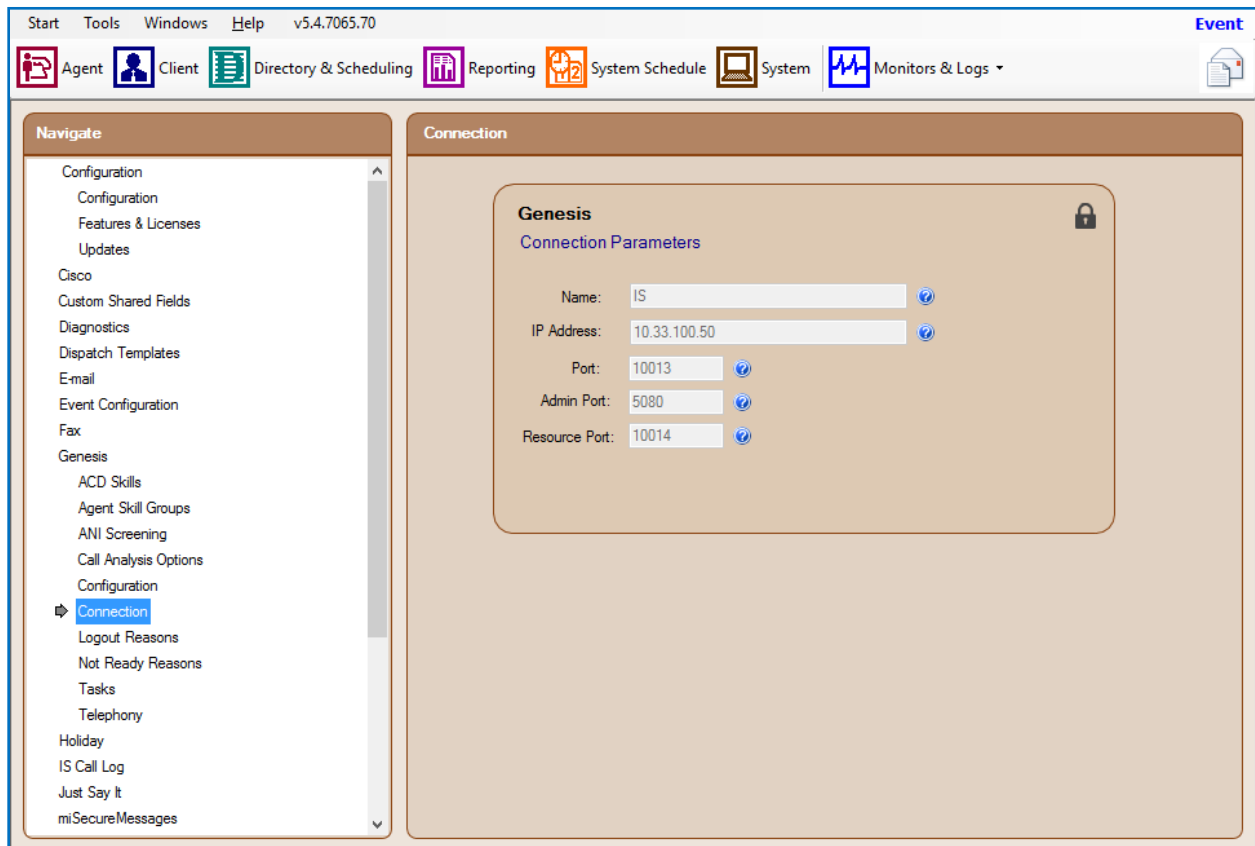 Start Tools Windows Help v5.4.7065.70 Event
Agent Client Directory & Scheduling Reporting System Schedule System Monitors & Logs
Navigate
Configuration
Configuration
Features & Licenses
Updates
Cisco
Custom Shared Fields
Diagnostics
Dispatch Templates
E-mail
Event Configuration
Fax
Genesis
ACD Skills
Agent Skill Groups
ANI Screening
Call Analysis Options
Configuration
Connection
Logout Reasons
Not Ready Reasons
Tasks
Telephony
Holiday
IS Call Log
Just Say It
miSecureMessages
Connection
Genesis
Connection Parameters
Name: IS
IP Address: 10.33.100.50
Port: 10013
Admin Port: 5080
Resource Port: 10014